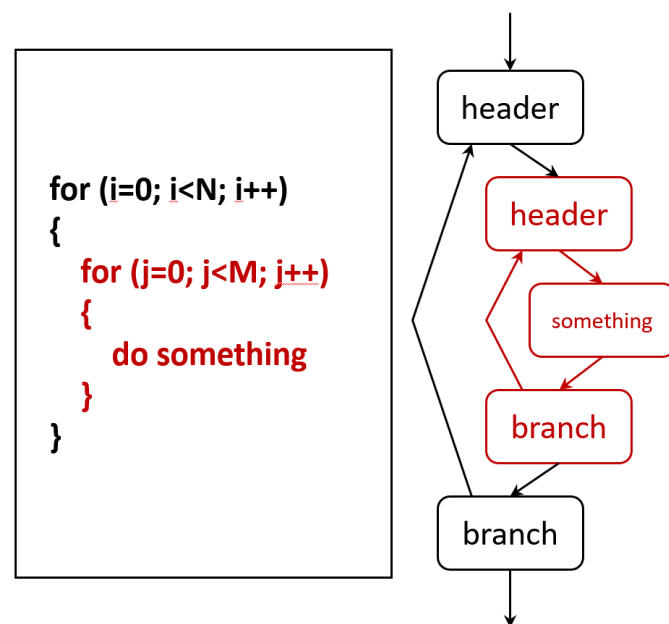 for (i=0; i<N; i++)
{
for (j=0; j<M; j++)
{
do something
}
}
header
header
something
branch
branch